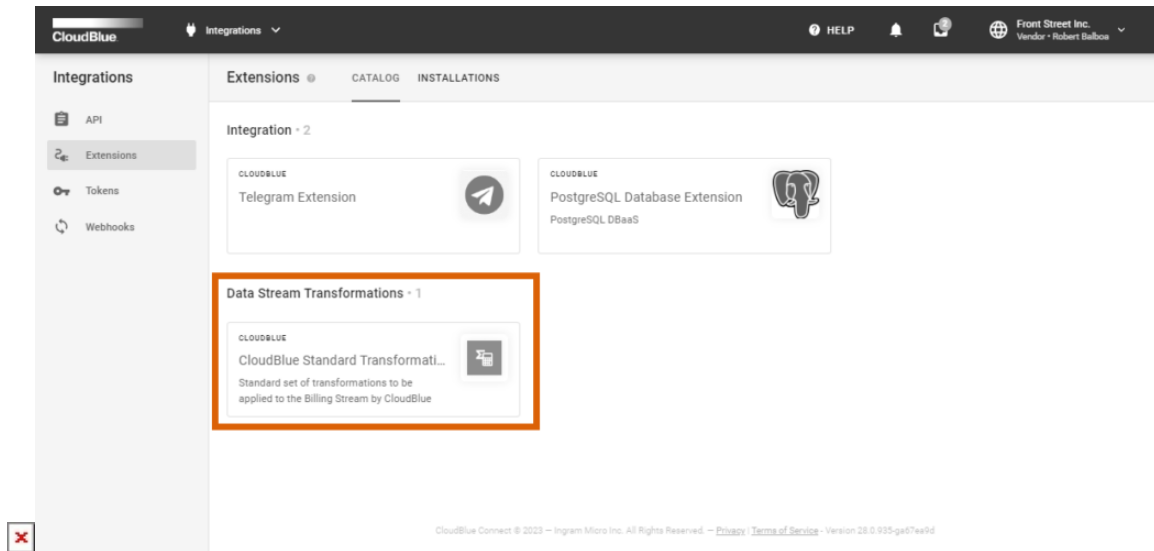 CloudBlue.
Integrations
HELP
2
Front Street Inc.
Vendor • Robert Balboa
Integrations
Extensions
CATALOG
INSTALLATIONS
API
Extensions
Tokens
Webhooks
Integration • 2
CLOUDBLUE
Telegram Extension
CLOUDBLUE
PostgreSQL Database Extension
PostgreSQL DBaaS
Data Stream Transformations • 1
CLOUDBLUE
CloudBlue Standard Transformati...
Standard set of transformations to be
applied to the Billing Stream by CloudBlue
CloudBlue Connect © 2023 — Ingram Micro Inc. All Rights Reserved. — Privacy | Terms of Service - Version 28.0.935-ga67ea9d